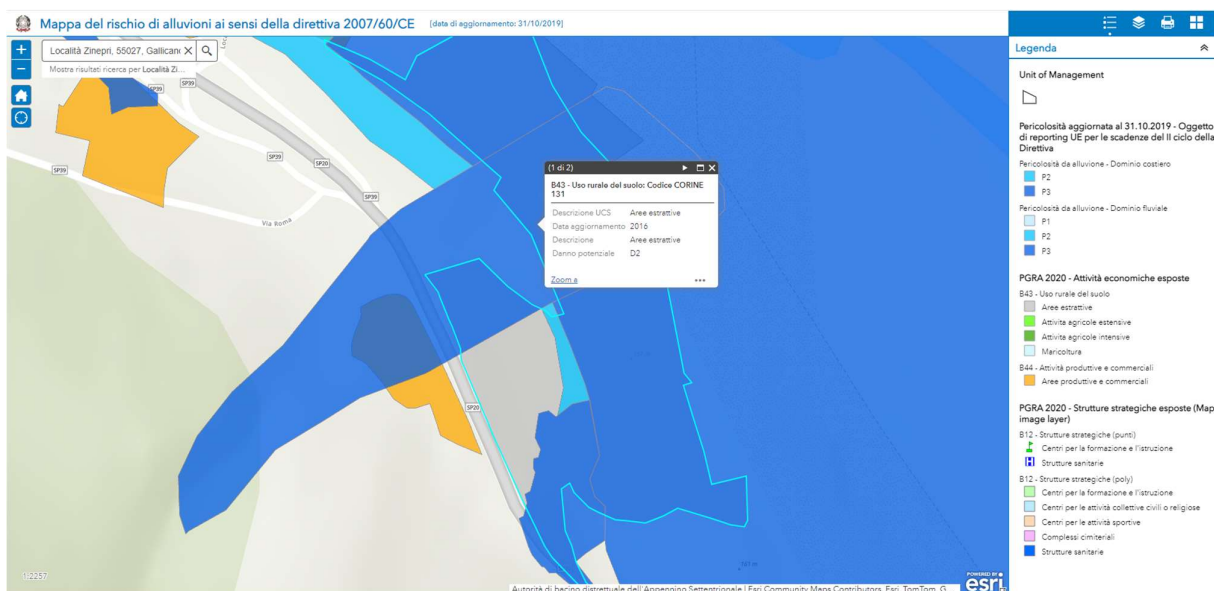 Mappa del rischio di alluvioni ai sensi della direttiva 2007/60/CE [data di aggiornamento: 31/10/2019]
Località Zinepri, 55027, Gallican
Mostra risultati ricerca per Località Zi...
SP39
SP39
SP39
SP20
SP39
SP39
Via Roma
SP20
(1 di 2)
B43 - Uso rurale del suolo: Codice CORINE
131
Descrizione UCS Aree estrattive
Data aggiornamento 2016
Descrizione Aree estrattive
Danno potenziale D2
Zoom a
Legenda
Unit of Management
Pericolosità aggiornata al 31.10.2019 - Oggetto
di reporting UE per le scadenze del II ciclo della
Direttiva
Pericolosità da alluvione - Dominio costiero
P2
P3
Pericolosità da alluvione - Dominio fluviale
P1
P2
P3
PGRA 2020 - Attività economiche esposte
B43 - Uso rurale del suolo
Aree estrattive
Attivita agricole estensive
Attivita agricole intensive
Maricoltura
B44 - Attività produttive e commerciali
Aree produttive e commerciali
PGRA 2020 - Strutture strategiche esposte (Map
image layer)
B12 - Strutture strategiche (punti)
Centri per la formazione e l'istruzione
H Strutture sanitarie
B12 - Strutture strategiche (poly)
Centri per la formazione e l'istruzione
Centri per le attività collettive civili o religiose
Centri per le attività sportive
Complessi cimiteriali
Strutture sanitarie
1:2257
POWERED BY
esri
Autorità di bacino distrettuale dell'Appennino Settentrionale | Esri Community Maps Contributors, Esri, TomTom, G...